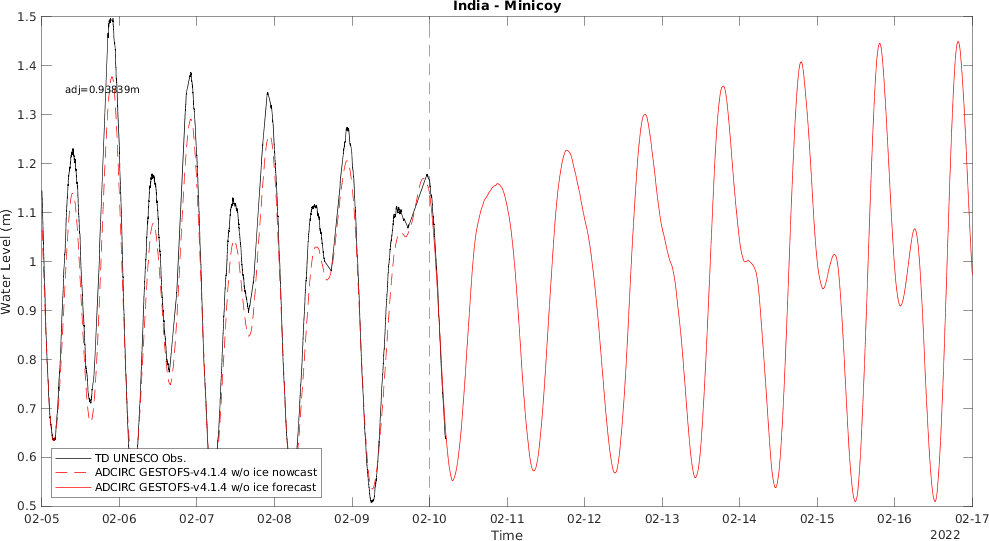 India - Minicoy
1.5
1.4
1.3
1.2
1.1
1
0.9
0.8
0.7
0.6
0.5
Water Level (m)
adj=0.93839m
TD UNESCO Obs.
ADCIRC GESTOFS-v4.1.4 w/o ice nowcast
ADCIRC GESTOFS-v4.1.4 w/o ice forecast
02-05 02-06 02-07 02-08 02-09 02-10 02-11 02-12 02-13 02-14 02-15 02-16 02-17
Time
2022